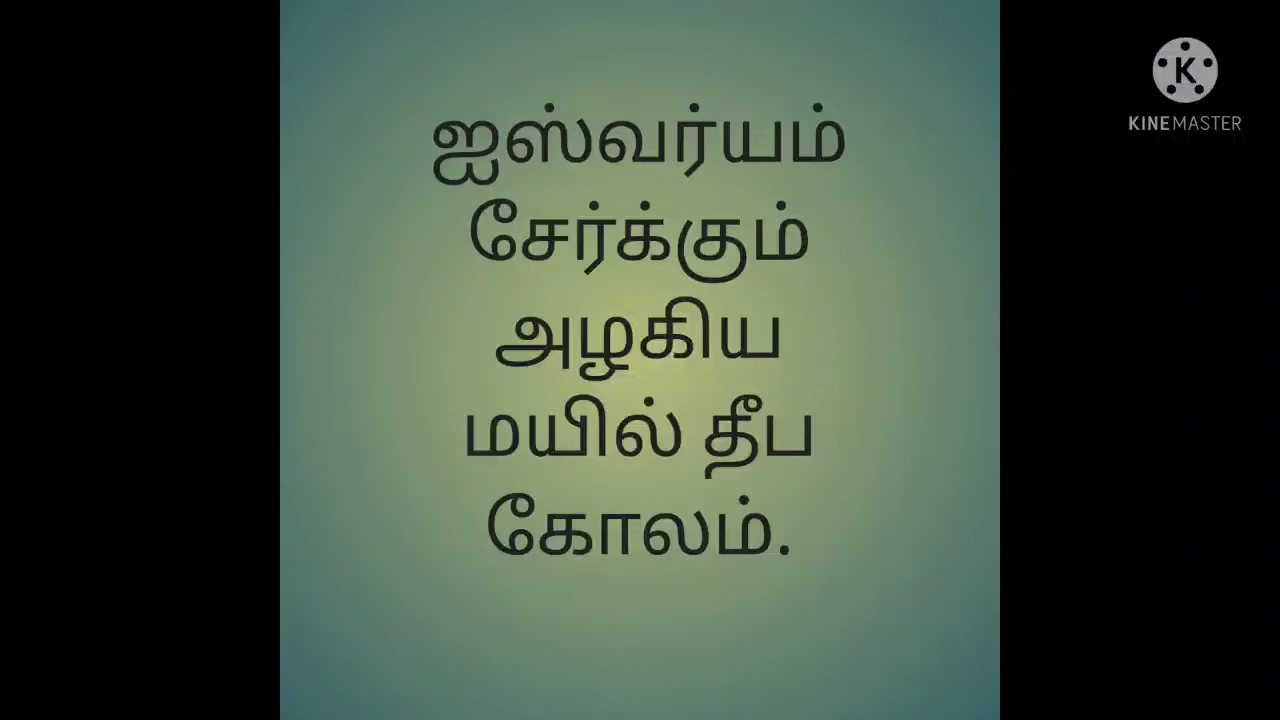 ஐஸ்வர்யம்
சேர்க்கும்
அழகிய
மயில் தீப
கோலம்.
K
KINEMASTER